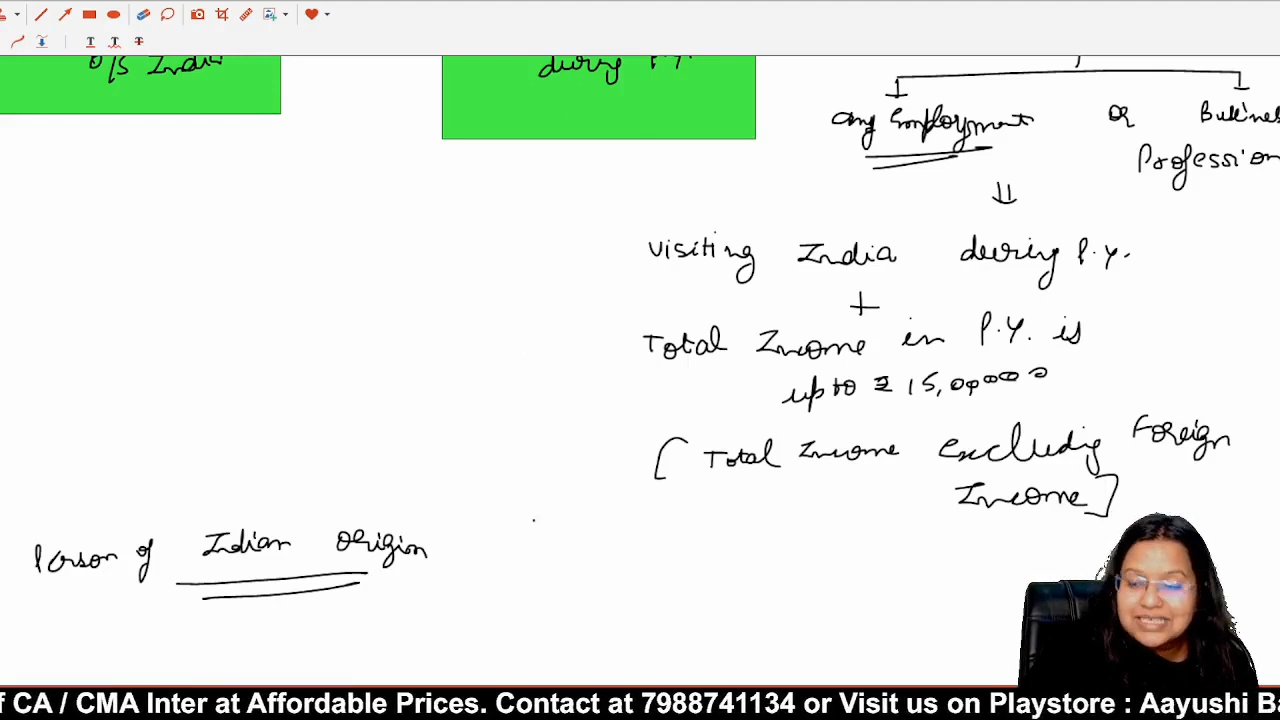 O/S India
during P.Y.
any Employment or Busines
Profession
Visiting India during P.Y.
+
Total Income in P.Y. is
upto ₹ 15,00,000
[ Total Income excluding Foreign
Income ]
Person of Indian Origin
f CA / CMA Inter at Affordable Prices. Contact at 7988741134 or Visit us on Playstore : Aayushi B